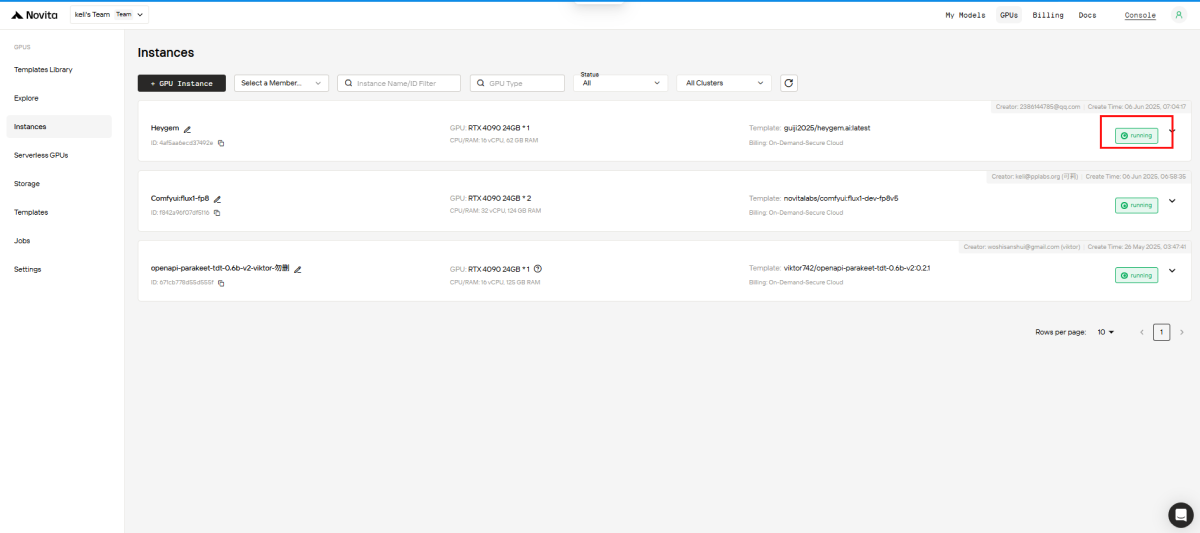 Novita
keli's Team Team
My Models GPUs Billing Docs Console
GPUS
Templates Library
Explore
Instances
Serverless GPUs
Storage
Templates
Jobs
Settings
Instances
+ GPU Instance
Select a Member...
Instance Name/ID Filter
GPU Type
Status
All
All Clusters
Creator: 2386144785@qq.com Create Time: 06 Jun 2025, 07:04:17
Heygem
ID: 4af5aa6ecd37492e
GPU: RTX 4090 24GB * 1
CPU/RAM: 16 vCPU, 62 GB RAM
Template: guiji2025/heygem.ai:latest
Billing: On-Demand-Secure Cloud
running
Creator: keli@pplabs.org (可莉) Create Time: 06 Jun 2025, 06:58:35
Comfyui:flux1-fp8
ID: f942a96f07df5116
GPU: RTX 4090 24GB * 2
CPU/RAM: 32 vCPU, 124 GB RAM
Template: novitalabs/comfyui:flux1-dev-fp8v5
Billing: On-Demand-Secure Cloud
running
Creator: woshisanshui@gmail.com (viktor) Create Time: 26 May 2025, 03:47:41
openapi-parakeet-tdt-0.6b-v2-viktor-勿删
ID: 671cb778d55d555f
GPU: RTX 4090 24GB * 1
CPU/RAM: 16 vCPU, 125 GB RAM
Template: viktor742/openapi-parakeet-tdt-0.6b-v2:0.2.1
Billing: On-Demand-Secure Cloud
running
Rows per page: 10 1